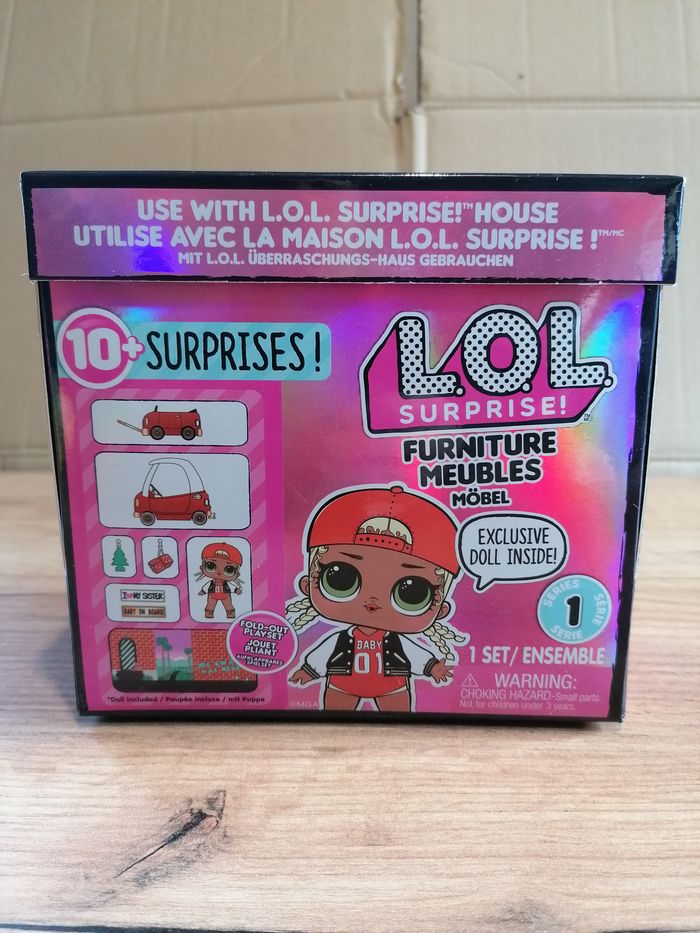 USE WITH L.O.L. SURPRISE!™ HOUSE
UTILISE AVEC LA MAISON L.O.L. SURPRISE !™/MC
MIT L.O.L. ÜBERRASCHUNGS-HAUS GEBRAUCHEN
10+ SURPRISES!
L.O.L.
SURPRISE!
FURNITURE
MEUBLES
MÖBEL
EXCLUSIVE
DOLL INSIDE!
SERIES
1
SÉRIE
SERIE
I ♥ MY SISTER
BABY ON BOARD
FOLD-OUT
PLAYSET
JOUET
PLIANT
AUFKLAPPBARES
SPIELSET
BABY
01
1 SET/ ENSEMBLE
⚠ WARNING:
CHOKING HAZARD-Small parts.
Not for children under 3 years.
*Doll included / Poupée incluse / mit Puppe
©MGA